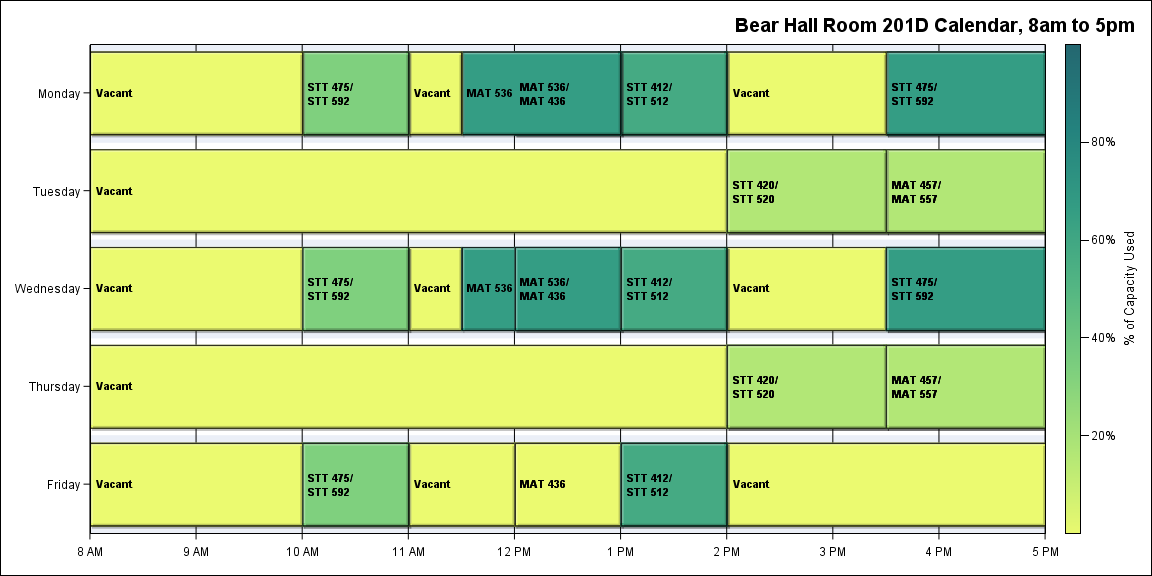 Bear Hall Room 201D Calendar, 8am to 5pm
Monday
Vacant
STT 475/
STT 592
Vacant
MAT 536
MAT 536/
MAT 436
STT 412/
STT 512
Vacant
STT 475/
STT 592
Tuesday
Vacant
STT 420/
STT 520
MAT 457/
MAT 557
Wednesday
Vacant
STT 475/
STT 592
Vacant
MAT 536
MAT 536/
MAT 436
STT 412/
STT 512
Vacant
STT 475/
STT 592
Thursday
Vacant
STT 420/
STT 520
MAT 457/
MAT 557
Friday
Vacant
STT 475/
STT 592
Vacant
MAT 436
STT 412/
STT 512
Vacant
8 AM
9 AM
10 AM
11 AM
12 PM
1 PM
2 PM
3 PM
4 PM
5 PM
80%
60%
40%
20%
% of Capacity Used